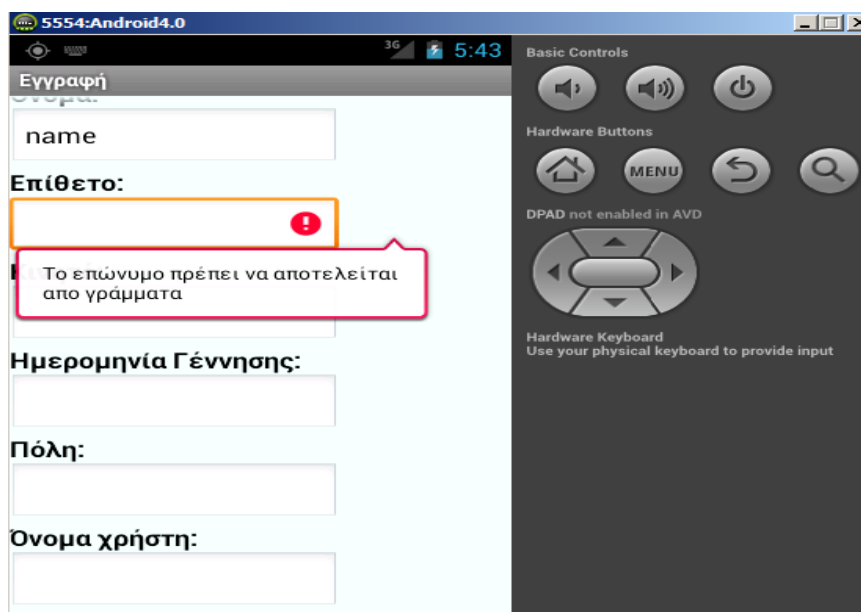 5554:Android4.0
3G 5:43
Εγγραφή
Όνομα:
name
Επίθετο:
Το επώνυμο πρέπει να αποτελείται
απο γράμματα
Ημερομηνία Γέννησης:
Πόλη:
Όνομα χρήστη:
Basic Controls
Hardware Buttons
MENU
DPAD not enabled in AVD
Hardware Keyboard
Use your physical keyboard to provide input